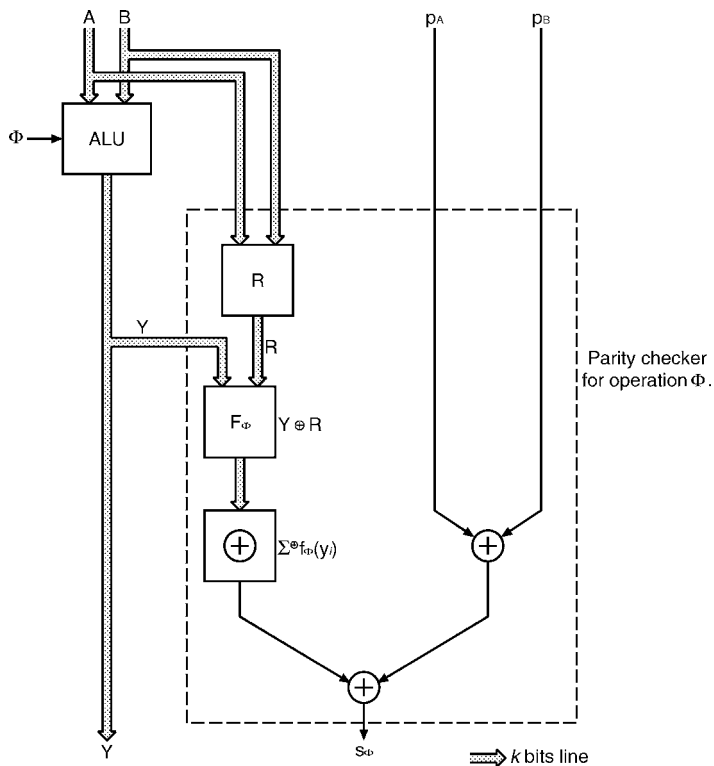 A B pA pB
Φ ALU
R
Y
R
Parity checker
for operation Φ.
FΦ Y ⊕ R
Σ⊕fΦ(yi)
sΦ
Y
k bits line